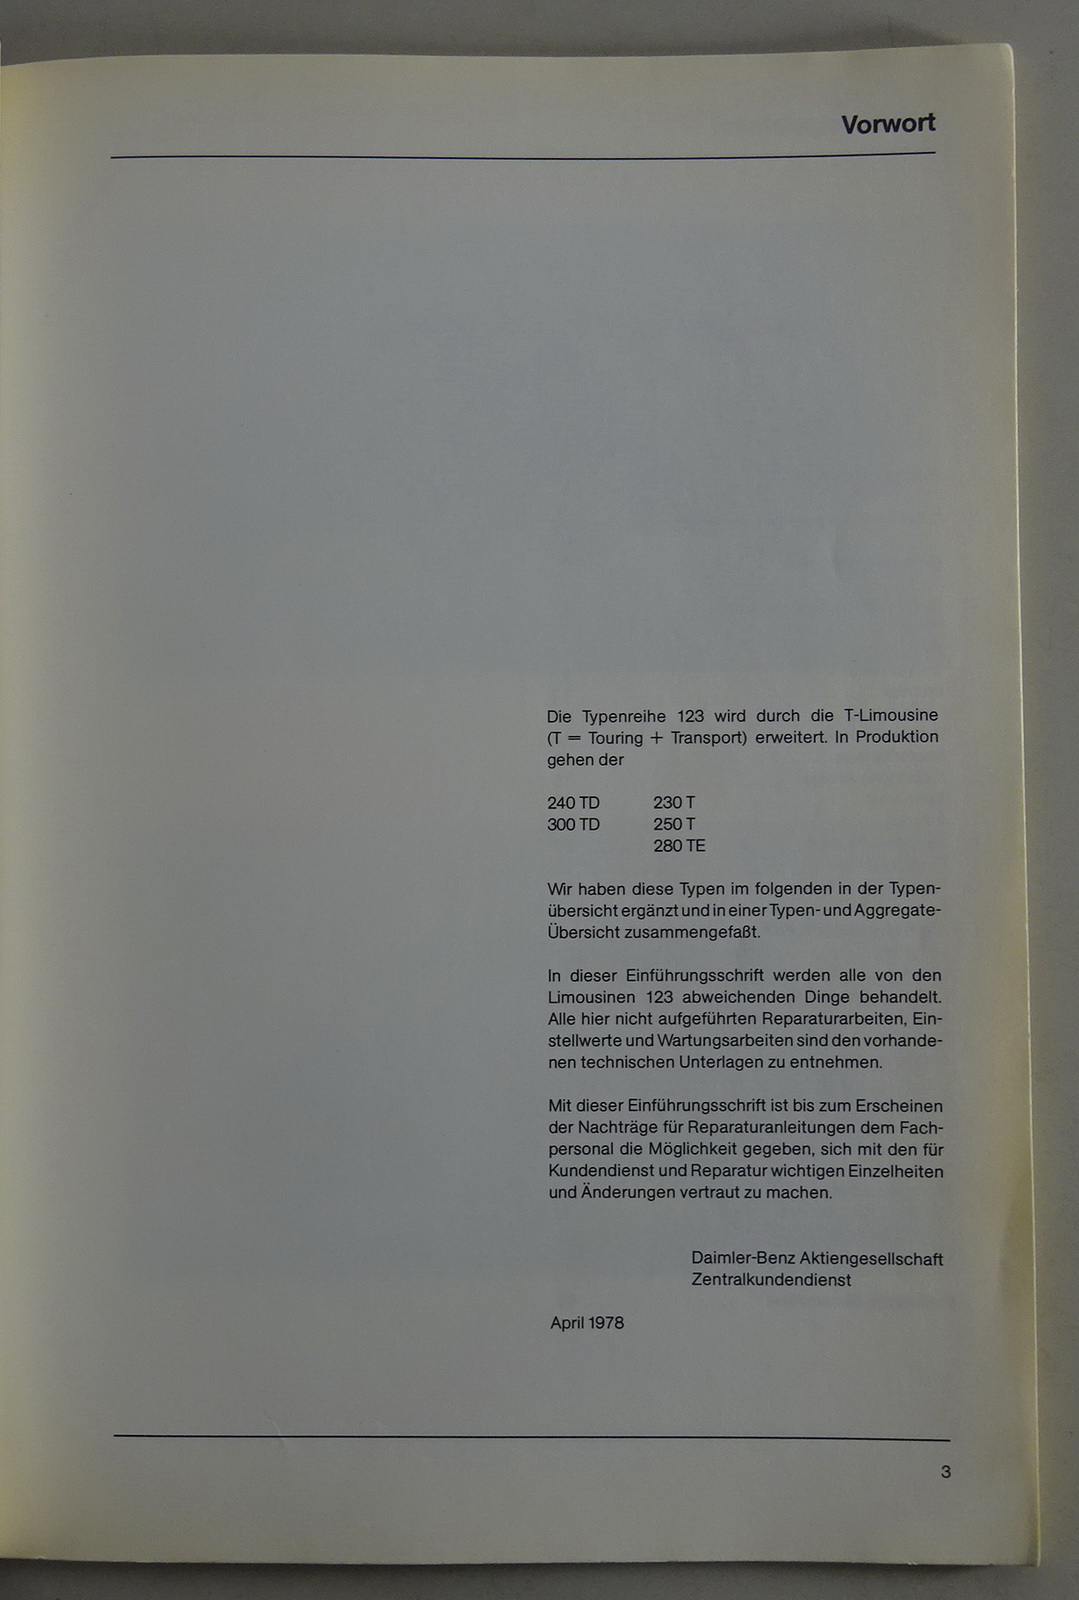 Vorwort
Die Typenreihe 123 wird durch die T-Limousine
(T = Touring + Transport) erweitert. In Produktion
gehen der
240 TD 230 T
300 TD 250 T
280 TE
Wir haben diese Typen im folgenden in der Typen-
übersicht ergänzt und in einer Typen- und Aggregate-
Übersicht zusammengefaßt.
In dieser Einführungsschrift werden alle von den
Limousinen 123 abweichenden Dinge behandelt.
Alle hier nicht aufgeführten Reparaturarbeiten, Ein-
stellwerte und Wartungsarbeiten sind den vorhande-
nen technischen Unterlagen zu entnehmen.
Mit dieser Einführungsschrift ist bis zum Erscheinen
der Nachträge für Reparaturanleitungen dem Fach-
personal die Möglichkeit gegeben, sich mit den für
Kundendienst und Reparatur wichtigen Einzelheiten
und Änderungen vertraut zu machen.
Daimler-Benz Aktiengesellschaft
Zentralkundendienst
April 1978
3